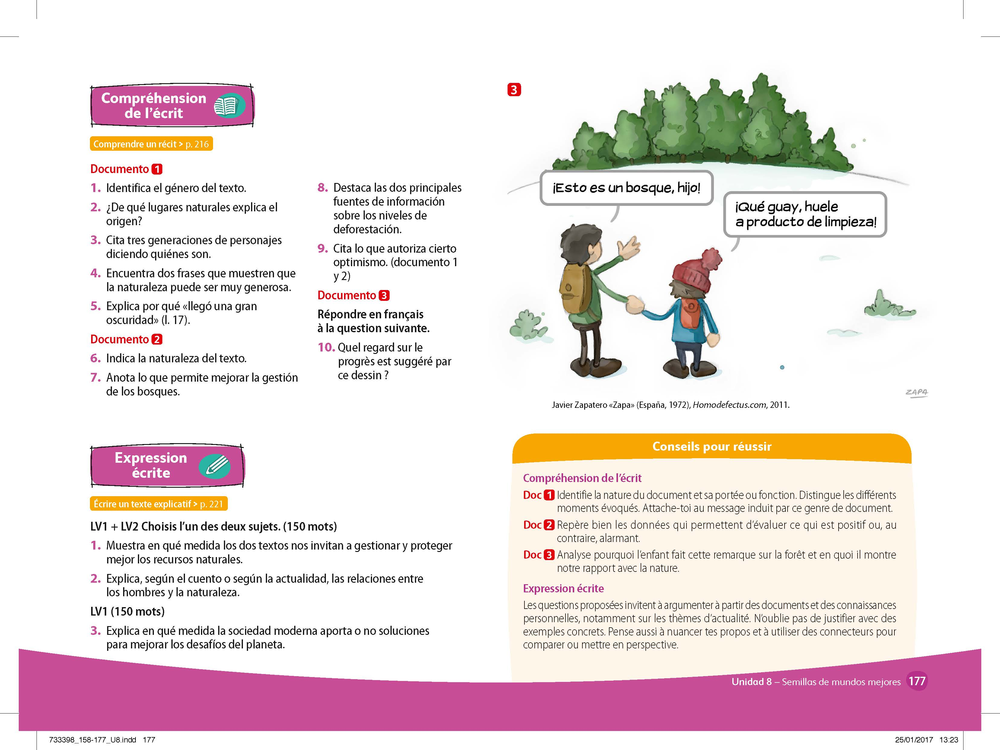 Compréhension
de l'écrit
Comprendre un récit > p. 216
Documento 1
1. Identifica el género del texto.
2. ¿De qué lugares naturales explica el
origen?
3. Cita tres generaciones de personajes
diciendo quiénes son.
4. Encuentra dos frases que muestren que
la naturaleza puede ser muy generosa.
5. Explica por qué «llegó una gran
oscuridad» (l. 17).
Documento 2
6. Indica la naturaleza del texto.
7. Anota lo que permite mejorar la gestión
de los bosques.
8. Destaca las dos principales
fuentes de información
sobre los niveles de
deforestación.
9. Cita lo que autoriza cierto
optimismo. (documento 1
y 2)
Documento 3
Répondre en français
à la question suivante.
10. Quel regard sur le
progrès est suggéré par
ce dessin ?
3
¡Esto es un bosque, hijo!
¡Qué guay, huele
a producto de limpieza!
ZAPA
Javier Zapatero «Zapa» (España, 1972), Homodefectus.com, 2011.
Expression
écrite
Écrire un texte explicatif > p. 221
LV1 + LV2 Choisis l'un des deux sujets. (150 mots)
1. Muestra en qué medida los dos textos nos invitan a gestionar y proteger
mejor los recursos naturales.
2. Explica, según el cuento o según la actualidad, las relaciones entre
los hombres y la naturaleza.
LV1 (150 mots)
3. Explica en qué medida la sociedad moderna aporta o no soluciones
para mejorar los desafíos del planeta.
Conseils pour réussir
Compréhension de l'écrit
Doc 1 Identifie la nature du document et sa portée ou fonction. Distingue les différents
moments évoqués. Attache-toi au message induit par ce genre de document.
Doc 2 Repère bien les données qui permettent d'évaluer ce qui est positif ou, au
contraire, alarmant.
Doc 3 Analyse pourquoi l'enfant fait cette remarque sur la forêt et en quoi il montre
notre rapport avec la nature.
Expression écrite
Les questions proposées invitent à argumenter à partir des documents et des connaissances
personnelles, notamment sur les thèmes d'actualité. N'oublie pas de justifier avec des
exemples concrets. Pense aussi à nuancer tes propos et à utiliser des connecteurs pour
comparer ou mettre en perspective.
Unidad 8 – Semillas de mundos mejores 177
733398_158-177_U8.indd 177
25/01/2017 13:23